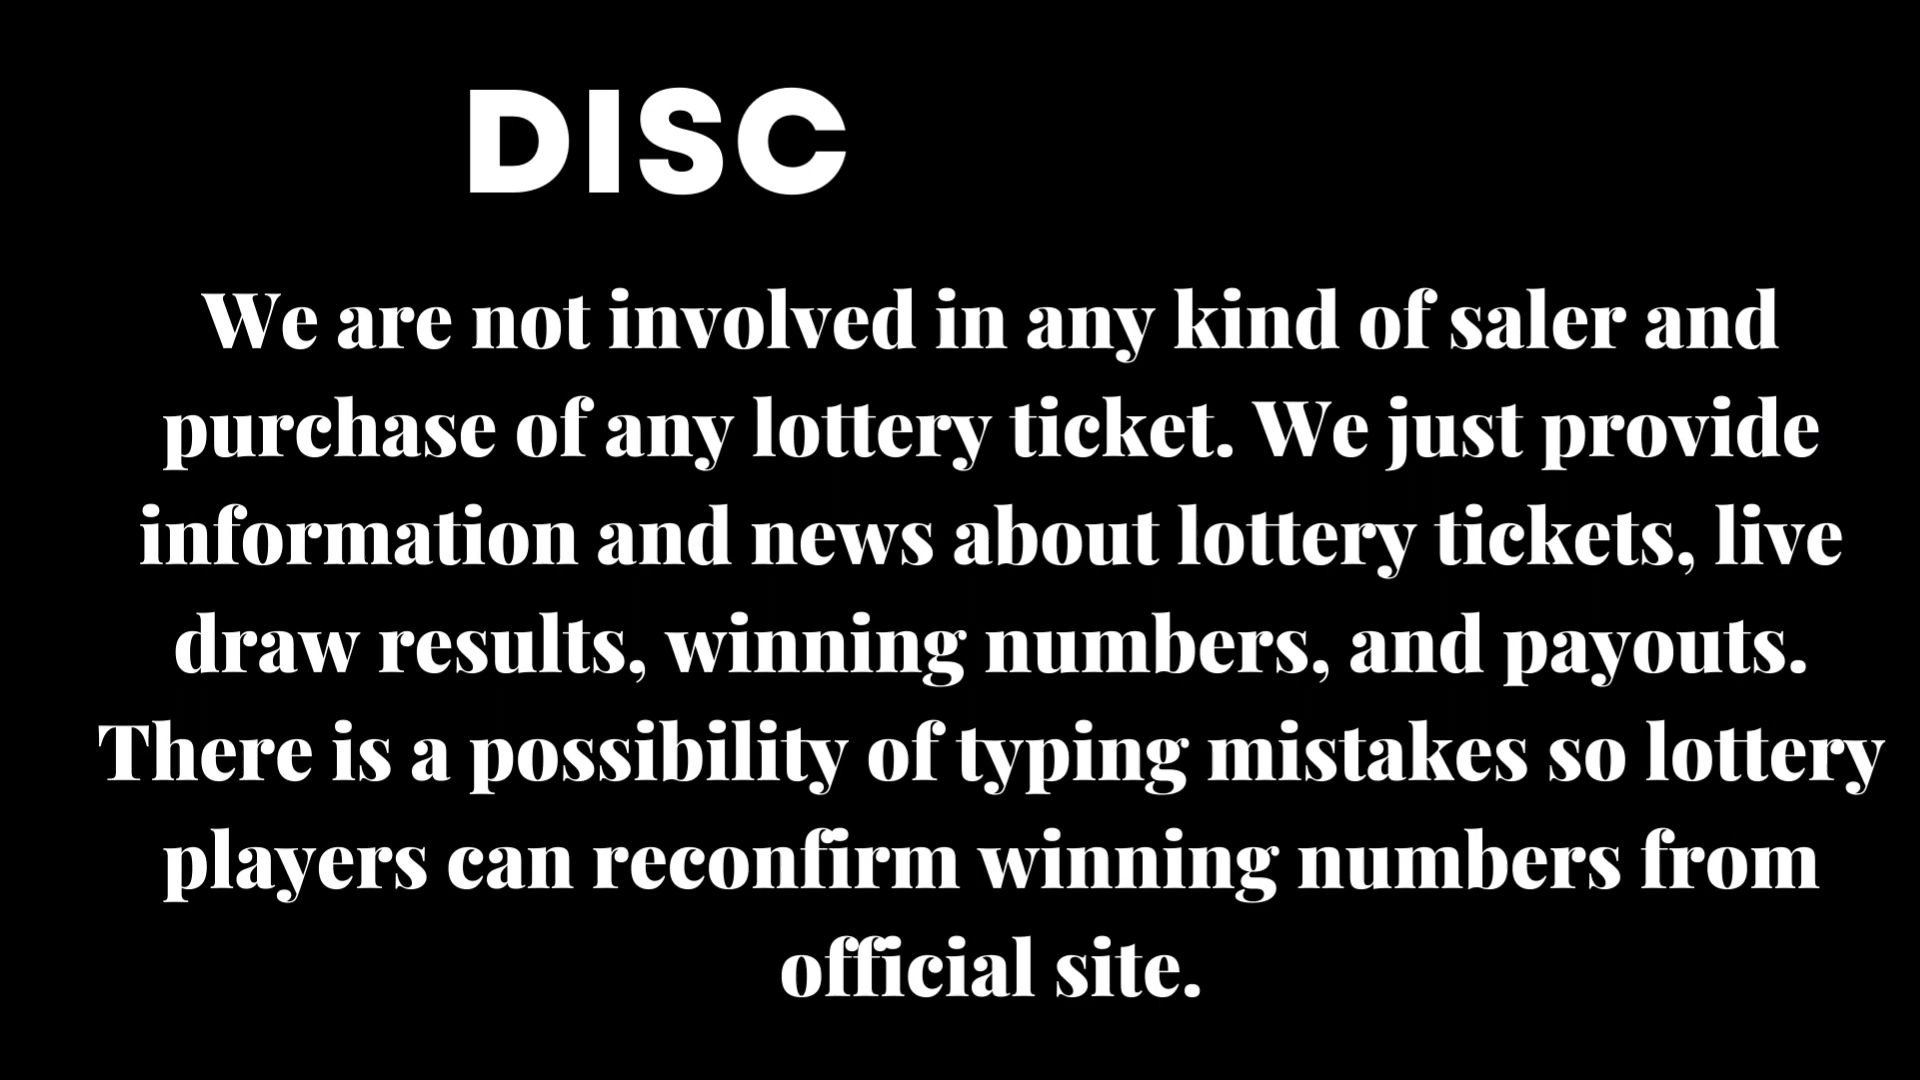 DISC
We are not involved in any kind of saler and
purchase of any lottery ticket. We just provide
information and news about lottery tickets, live
draw results, winning numbers, and payouts.
There is a possibility of typing mistakes so lottery
players can reconfirm winning numbers from
official site.